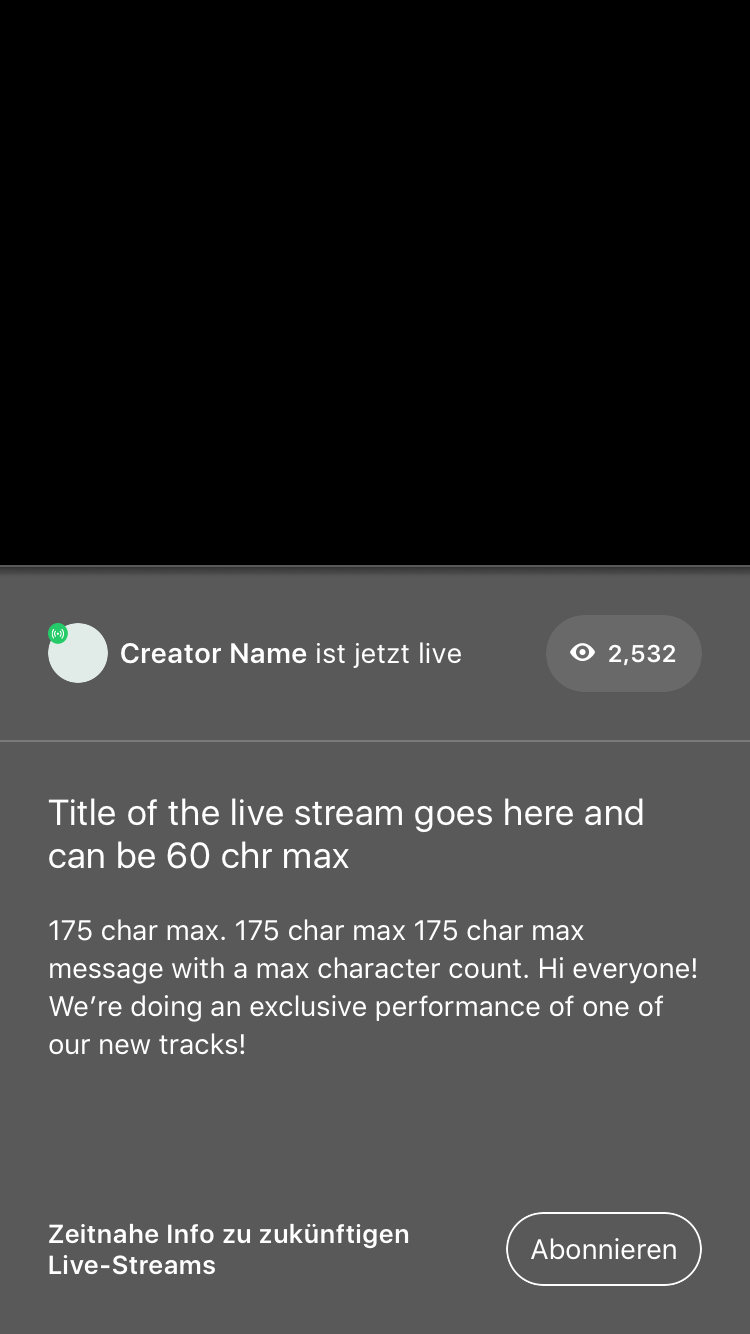 Creator Name ist jetzt live
2,532
Title of the live stream goes here and
can be 60 chr max
175 char max. 175 char max 175 char max
message with a max character count. Hi everyone!
We’re doing an exclusive performance of one of
our new tracks!
Zeitnahe Info zu zukünftigen
Live-Streams
Abonnieren